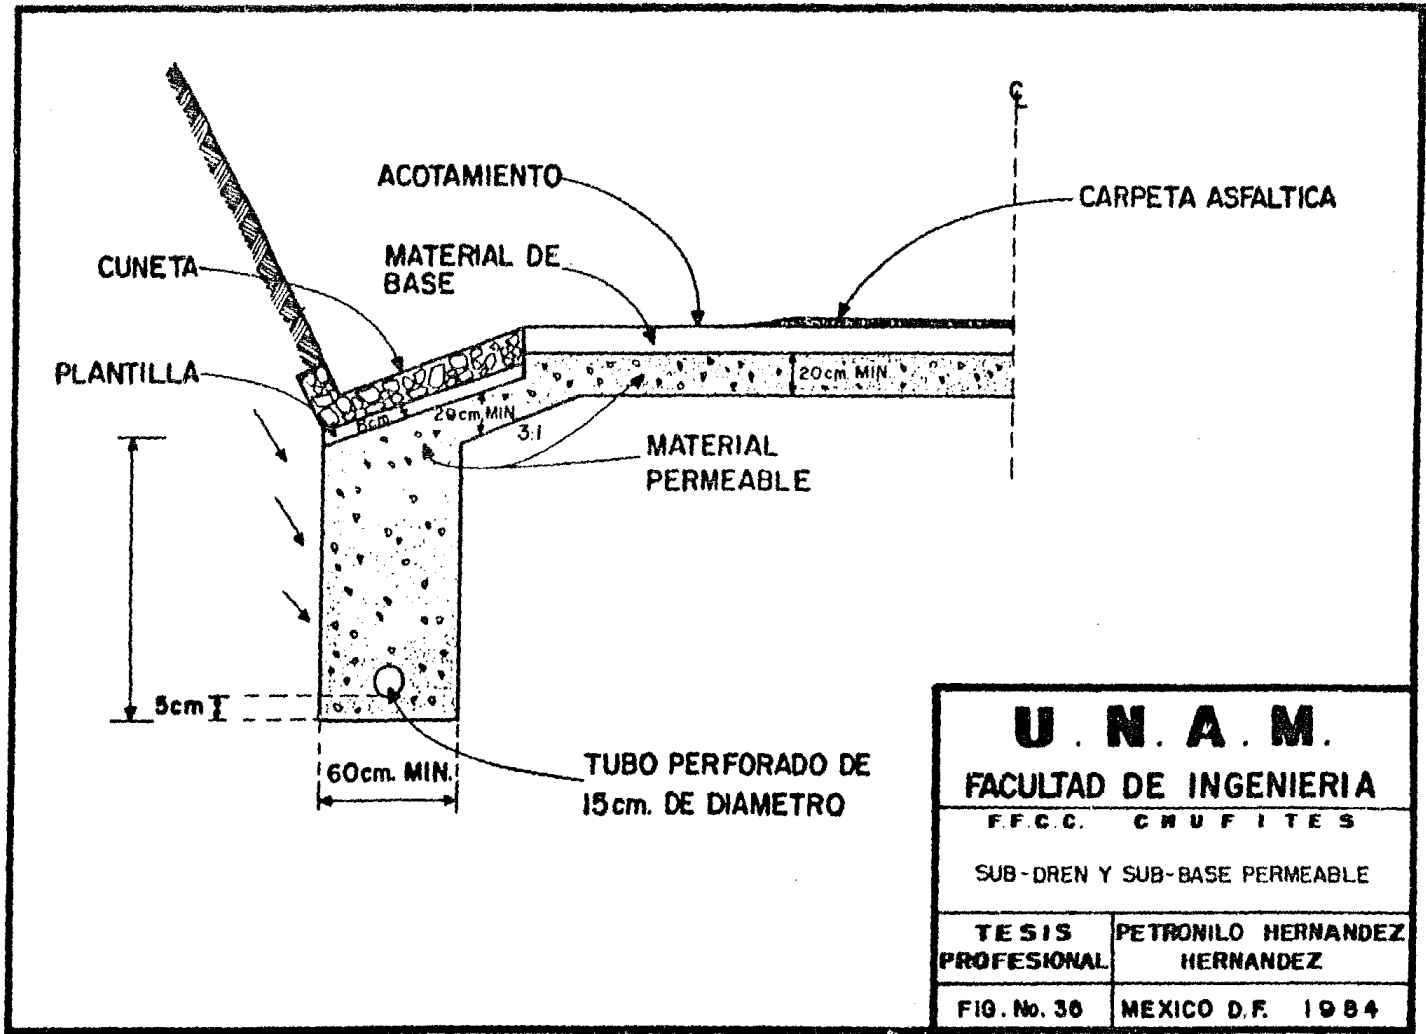 ℄
ACOTAMIENTO
CARPETA ASFALTICA
CUNETA
MATERIAL DE
BASE
PLANTILLA
20cm MIN
8cm
20cm MIN
3:1
MATERIAL
PERMEABLE
5cm
60cm. MIN.
TUBO PERFORADO DE
15cm. DE DIAMETRO
U. N. A. M.
FACULTAD DE INGENIERIA
F.F.C.C. CHUFITES
SUB-DREN Y SUB-BASE PERMEABLE
TESIS
PROFESIONAL
PETRONILO HERNANDEZ
HERNANDEZ
FIG. No. 36
MEXICO D.F. 1984